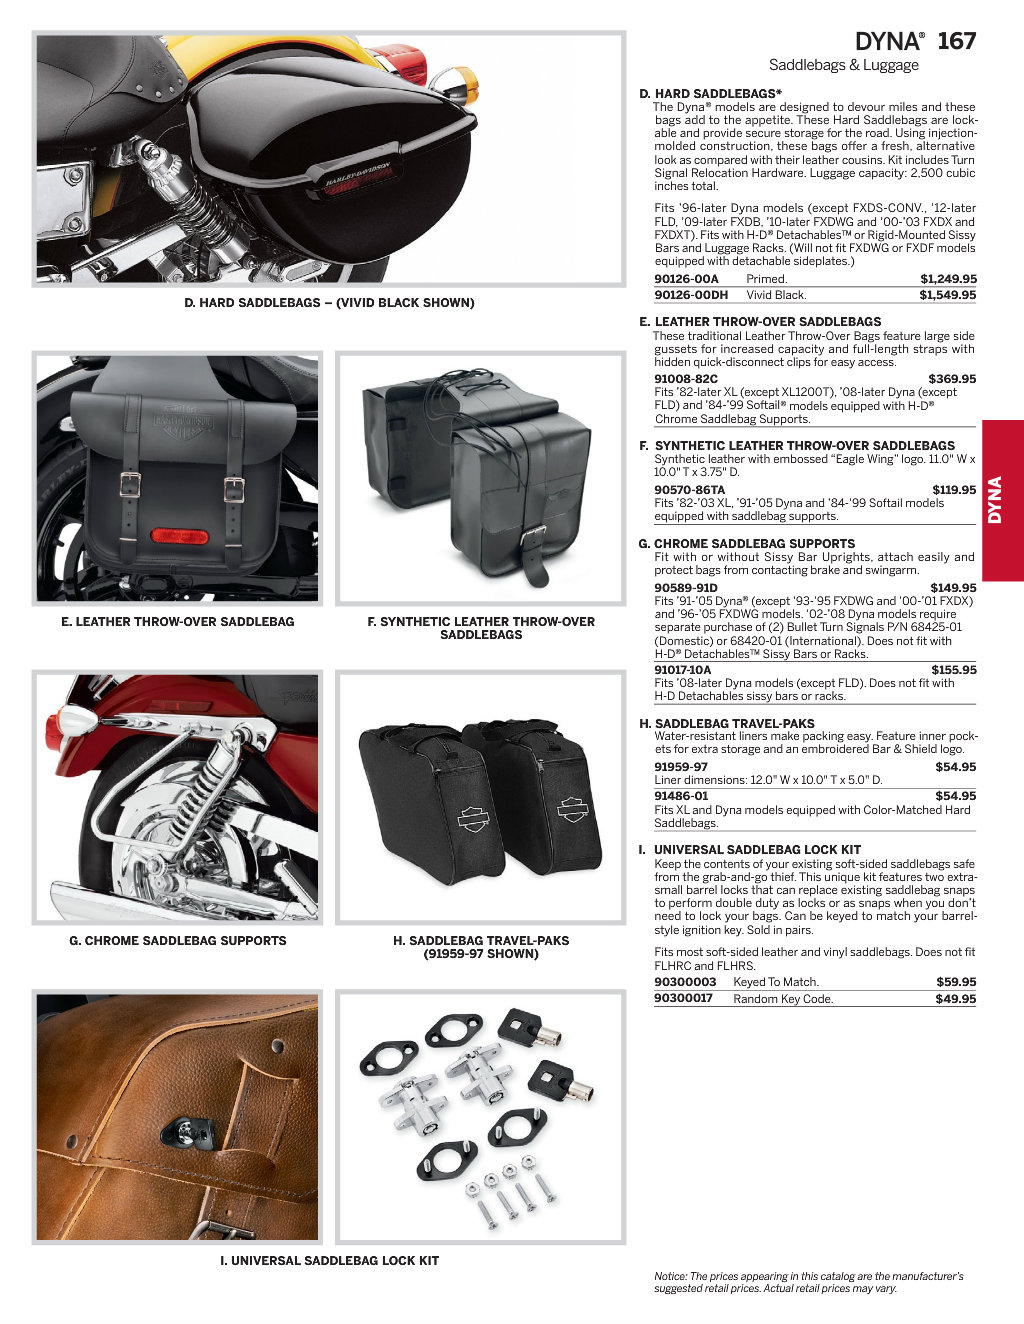 DYNA® 167
Saddlebags & Luggage
HARLEY-DAVIDSON
D. HARD SADDLEBAGS – (VIVID BLACK SHOWN)
E. LEATHER THROW-OVER SADDLEBAG
F. SYNTHETIC LEATHER THROW-OVER
SADDLEBAGS
G. CHROME SADDLEBAG SUPPORTS
H. SADDLEBAG TRAVEL-PAKS
(91959-97 SHOWN)
I. UNIVERSAL SADDLEBAG LOCK KIT
D. HARD SADDLEBAGS*
The Dyna® models are designed to devour miles and these
bags add to the appetite. These Hard Saddlebags are lock-
able and provide secure storage for the road. Using injection-
molded construction, these bags offer a fresh, alternative
look as compared with their leather cousins. Kit includes Turn
Signal Relocation Hardware. Luggage capacity: 2,500 cubic
inches total.
Fits ’96-later Dyna models (except FXDS-CONV., ’12-later
FLD, ’09-later FXDB, ’10-later FXDWG and ’00-’03 FXDX and
FXDXT). Fits with H-D® Detachables™ or Rigid-Mounted Sissy
Bars and Luggage Racks. (Will not fit FXDWG or FXDF models
equipped with detachable sideplates.)
90126-00A Primed. $1,249.95
90126-00DH Vivid Black. $1,549.95
E. LEATHER THROW-OVER SADDLEBAGS
These traditional Leather Throw-Over Bags feature large side
gussets for increased capacity and full-length straps with
hidden quick-disconnect clips for easy access.
91008-82C $369.95
Fits ’82-later XL (except XL1200T), ’08-later Dyna (except
FLD) and ’84-’99 Softail® models equipped with H-D®
Chrome Saddlebag Supports.
F. SYNTHETIC LEATHER THROW-OVER SADDLEBAGS
Synthetic leather with embossed “Eagle Wing” logo. 11.0" W x
10.0" T x 3.75" D.
90570-86TA $119.95
Fits ’82-’03 XL, ’91-’05 Dyna and ’84-’99 Softail models
equipped with saddlebag supports.
G. CHROME SADDLEBAG SUPPORTS
Fit with or without Sissy Bar Uprights, attach easily and
protect bags from contacting brake and swingarm.
90589-91D $149.95
Fits ’91-’05 Dyna® (except ’93-’95 FXDWG and ’00-’01 FXDX)
and ’96-’05 FXDWG models. ’02-’08 Dyna models require
separate purchase of (2) Bullet Turn Signals P/N 68425-01
(Domestic) or 68420-01 (International). Does not fit with
H-D® Detachables™ Sissy Bars or Racks.
91017-10A $155.95
Fits ’08-later Dyna models (except FLD). Does not fit with
H-D Detachables sissy bars or racks.
H. SADDLEBAG TRAVEL-PAKS
Water-resistant liners make packing easy. Feature inner pock-
ets for extra storage and an embroidered Bar & Shield logo.
91959-97 $54.95
Liner dimensions: 12.0" W x 10.0" T x 5.0" D.
91486-01 $54.95
Fits XL and Dyna models equipped with Color-Matched Hard
Saddlebags.
I. UNIVERSAL SADDLEBAG LOCK KIT
Keep the contents of your existing soft-sided saddlebags safe
from the grab-and-go thief. This unique kit features two extra-
small barrel locks that can replace existing saddlebag snaps
to perform double duty as locks or as snaps when you don’t
need to lock your bags. Can be keyed to match your barrel-
style ignition key. Sold in pairs.
Fits most soft-sided leather and vinyl saddlebags. Does not fit
FLHRC and FLHRS.
90300003 Keyed To Match. $59.95
90300017 Random Key Code. $49.95
DYNA
Notice: The prices appearing in this catalog are the manufacturer’s
suggested retail prices. Actual retail prices may vary.